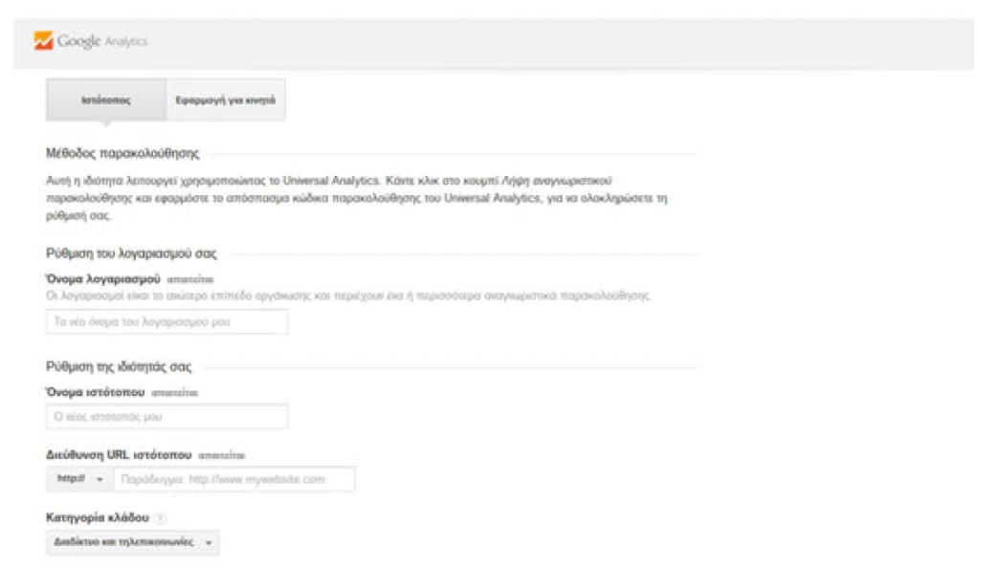 Google Analytics
Ιστότοπος Εφαρμογή για κινητά
Μέθοδος παρακολούθησης
Αυτή η ιδιότητα λειτουργεί χρησιμοποιώντας το Universal Analytics. Κάντε κλικ στο κουμπί Λήψη αναγνωριστικού
παρακολούθησης και εφαρμόστε το απόσπασμα κώδικα παρακολούθησης του Universal Analytics, για να ολοκληρώσετε τη
ρύθμισή σας.
Ρύθμιση του λογαριασμού σας
Όνομα λογαριασμού απαιτείται
Οι λογαριασμοί είναι το ανώτερο επίπεδο οργάνωσης και περιέχουν ένα ή περισσότερα αναγνωριστικά παρακολούθησης.
Το νέο όνομα του λογαριασμού μου
Ρύθμιση της ιδιότητάς σας
Όνομα ιστότοπου απαιτείται
Ο νέος ιστότοπός μου
Διεύθυνση URL ιστότοπου απαιτείται
http:// Παράδειγμα: http://www.mywebsite.com
Κατηγορία κλάδου ?
Διαδίκτυο και τηλεπικοινωνίες